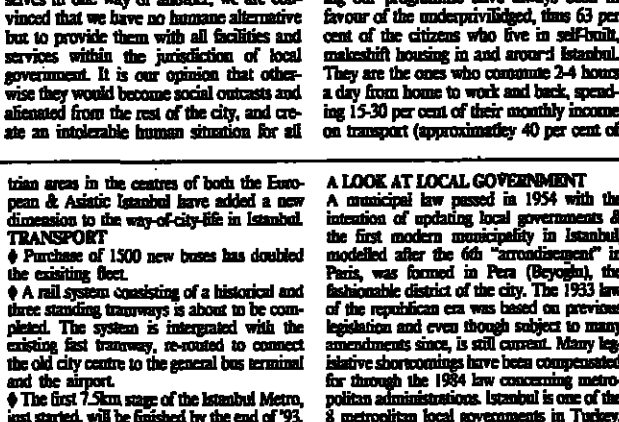 selves in one way or another, we are con-
vinced that we have no humane alternative
but to provide them with all facilities and
services within the jurisdiction of local
government. It is our opinion that other-
wise they would become social outcasts and
alienated from the rest of the city, and cre-
ate an intolerable human situation for all
ing our programme have always been in
favour of the underpriviledged, thus 63 per
cent of the citizens who live in self-built,
makeshift housing in and around Istanbul.
They are the ones who commute 2-4 hours
a day from home to work and back, spend-
ing 15-30 per cent of their monthly income
on transport (approximatley 40 per cent of
trian areas in the centres of both the Euro-
pean & Asiatic Istanbul have added a new
dimension to the way-of-city-life in Istanbul.
TRANSPORT
♦ Purchase of 1500 new buses has doubled
the exisiting fleet.
♦ A rail system consisting of a historical and
three standing tramways is about to be com-
pleted. The system is intergrated with the
existing fast tramway, re-routed to connect
the old city centre to the general bus terminal
and the airport.
♦ The first 7.5km stage of the Istanbul Metro,
just started, will be finished by the end of '93.
A LOOK AT LOCAL GOVERNMENT
A municipal law passed in 1954 with the
intention of updating local governments &
the first modern municipality in Istanbul,
modelled after the 6th "arrondisement" in
Paris, was formed in Pera (Beyoglu), the
fashionable district of the city. The 1933 law
of the republican era was based on previous
legislation and even though subject to many
amendments since, is still current. Many leg-
islative shortcomings have been compensated
for through the 1984 law concerning metro-
politan administrations. Istanbul is one of the
8 metropolitan local governments in Turkey.